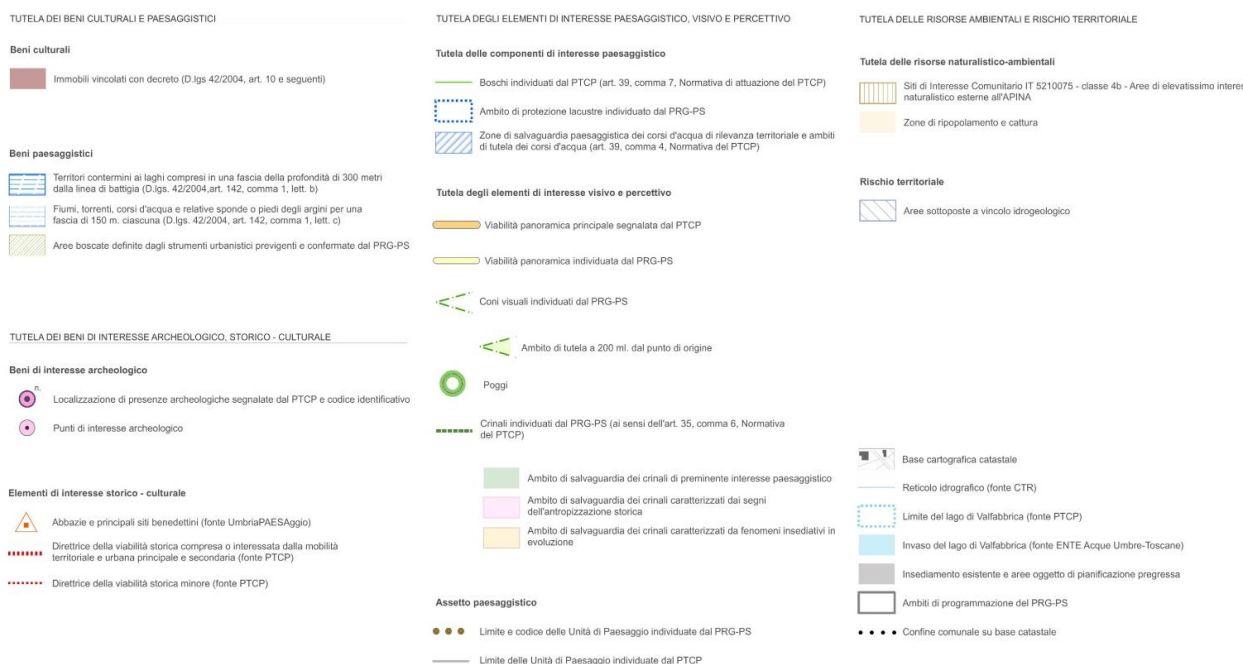 TUTELA DEI BENI CULTURALI E PAESAGGISTICI
Beni culturali
Immobili vincolati con decreto (D.lgs 42/2004, art. 10 e seguenti)
Beni paesaggistici
Territori contermini ai laghi compresi in una fascia della profondità di 300 metri
dalla linea di battigia (D.lgs. 42/2004,art. 142, comma 1, lett. b)
Fiumi, torrenti, corsi d'acqua e relative sponde o piedi degli argini per una
fascia di 150 m. ciascuna (D.lgs. 42/2004, art. 142, comma 1, lett. c)
Aree boscate definite dagli strumenti urbanistici previgenti e confermate dal PRG-PS
TUTELA DEI BENI DI INTERESSE ARCHEOLOGICO, STORICO - CULTURALE
Beni di interesse archeologico
n.
Localizzazione di presenze archeologiche segnalate dal PTCP e codice identificativo
Punti di interesse archeologico
Elementi di interesse storico - culturale
Abbazie e principali siti benedettini (fonte UmbriaPAESAggio)
Direttrice della viabilità storica compresa o interessata dalla mobilità
territoriale e urbana principale e secondaria (fonte PTCP)
Direttrice della viabilità storica minore (fonte PTCP)
TUTELA DEGLI ELEMENTI DI INTERESSE PAESAGGISTICO, VISIVO E PERCETTIVO
Tutela delle componenti di interesse paesaggistico
Boschi individuati dal PTCP (art. 39, comma 7, Normativa di attuazione del PTCP)
Ambito di protezione lacustre individuato dal PRG-PS
Zone di salvaguardia paesaggistica dei corsi d'acqua di rilevanza territoriale e ambiti
di tutela dei corsi d'acqua (art. 39, comma 4, Normativa del PTCP)
Tutela degli elementi di interesse visivo e percettivo
Viabilità panoramica principale segnalata dal PTCP
Viabilità panoramica individuata dal PRG-PS
Coni visuali individuati dal PRG-PS
Ambito di tutela a 200 ml. dal punto di origine
Poggi
Crinali individuati dal PRG-PS (ai sensi dell'art. 35, comma 6, Normativa
del PTCP)
Ambito di salvaguardia dei crinali di preminente interesse paesaggistico
Ambito di salvaguardia dei crinali caratterizzati dai segni
dell'antropizzazione storica
Ambito di salvaguardia dei crinali caratterizzati da fenomeni insediativi in
evoluzione
Assetto paesaggistico
Limite e codice delle Unità di Paesaggio individuate dal PRG-PS
Limite delle Unità di Paesaggio individuate dal PTCP
TUTELA DELLE RISORSE AMBIENTALI E RISCHIO TERRITORIALE
Tutela delle risorse naturalistico-ambientali
Siti di Interesse Comunitario IT 5210075 - classe 4b - Aree di elevatissimo interes
naturalistico esterne all'APINA
Zone di ripopolamento e cattura
Rischio territoriale
Aree sottoposte a vincolo idrogeologico
Base cartografica catastale
Reticolo idrografico (fonte CTR)
Limite del lago di Valfabbrica (fonte PTCP)
Invaso del lago di Valfabbrica (fonte ENTE Acque Umbre-Toscane)
Insediamento esistente e aree oggetto di pianificazione pregressa
Ambiti di programmazione del PRG-PS
Confine comunale su base catastale